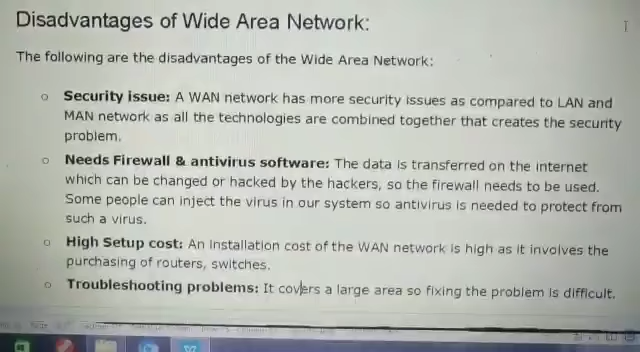 Disadvantages of Wide Area Network:
The following are the disadvantages of the Wide Area Network:
o Security issue: A WAN network has more security issues as compared to LAN and
MAN network as all the technologies are combined together that creates the security
problem.
o Needs Firewall & antivirus software: The data is transferred on the internet
which can be changed or hacked by the hackers, so the firewall needs to be used.
Some people can inject the virus in our system so antivirus is needed to protect from
such a virus.
o High Setup cost: An installation cost of the WAN network is high as it involves the
purchasing of routers, switches.
o Troubleshooting problems: It covers a large area so fixing the problem is difficult.